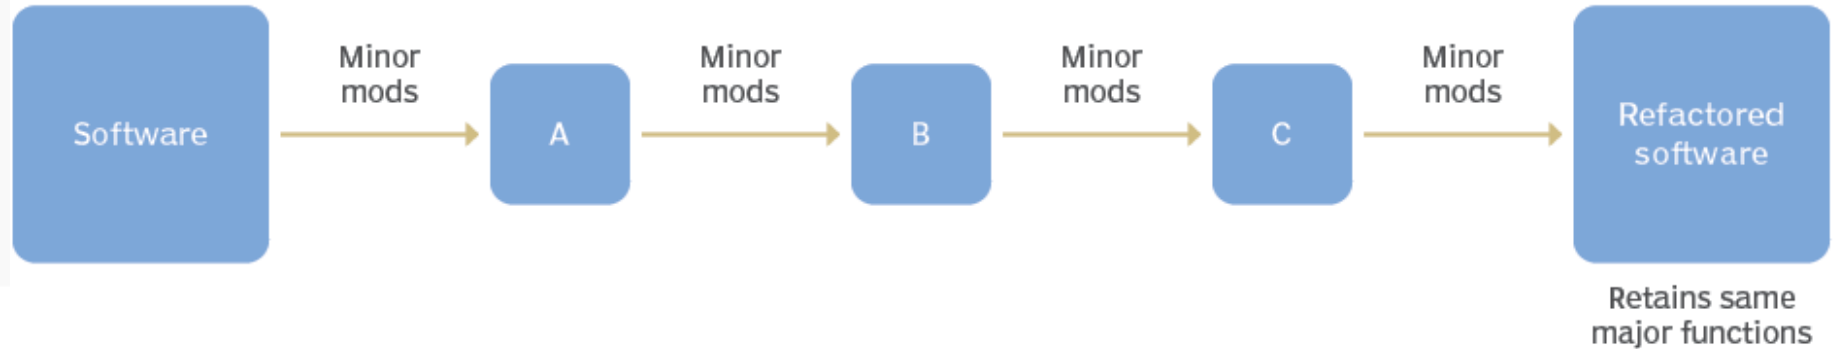 Software
Minor
mods
A
Minor
mods
B
Minor
mods
C
Minor
mods
Refactored
software
Retains same
major functions